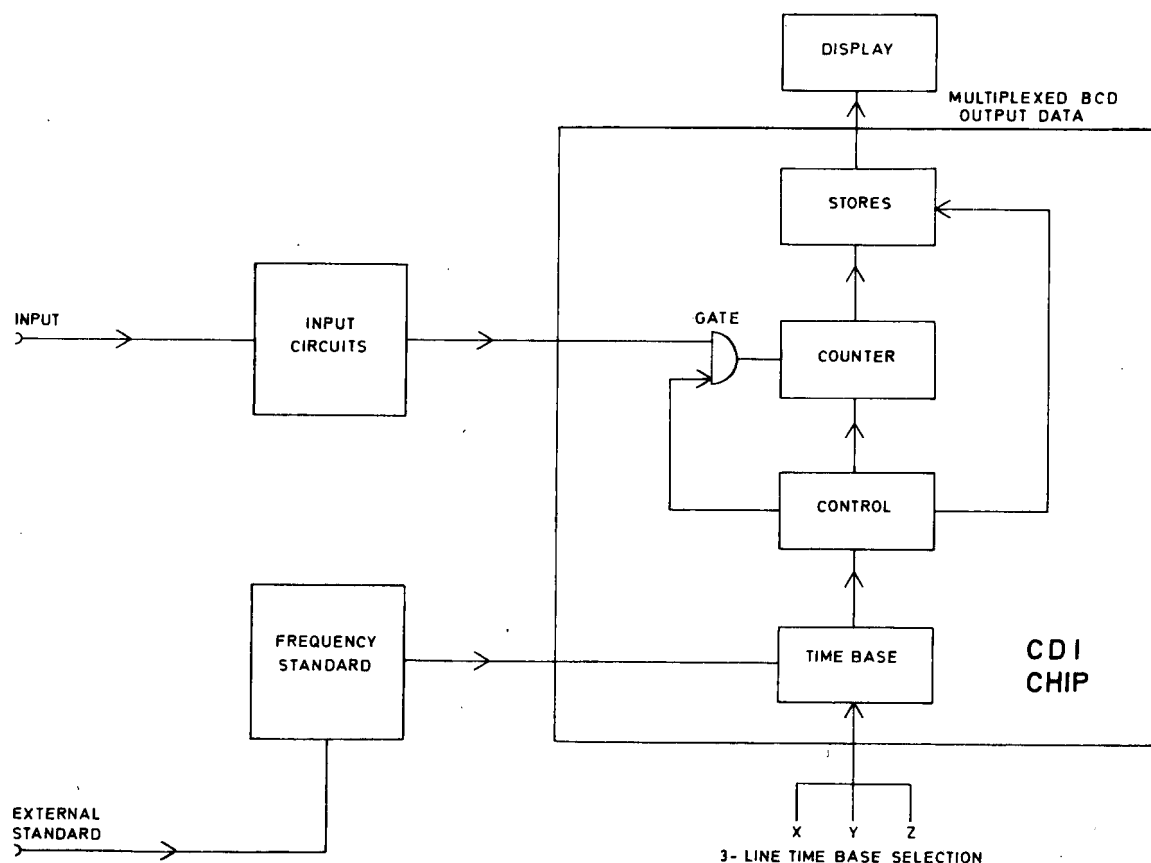 DISPLAY
MULTIPLEXED BCD
OUTPUT DATA
STORES
INPUT
INPUT
CIRCUITS
GATE
COUNTER
CONTROL
FREQUENCY
STANDARD
TIME BASE
CDI
CHIP
EXTERNAL
STANDARD
X Y Z
3-LINE TIME BASE SELECTION